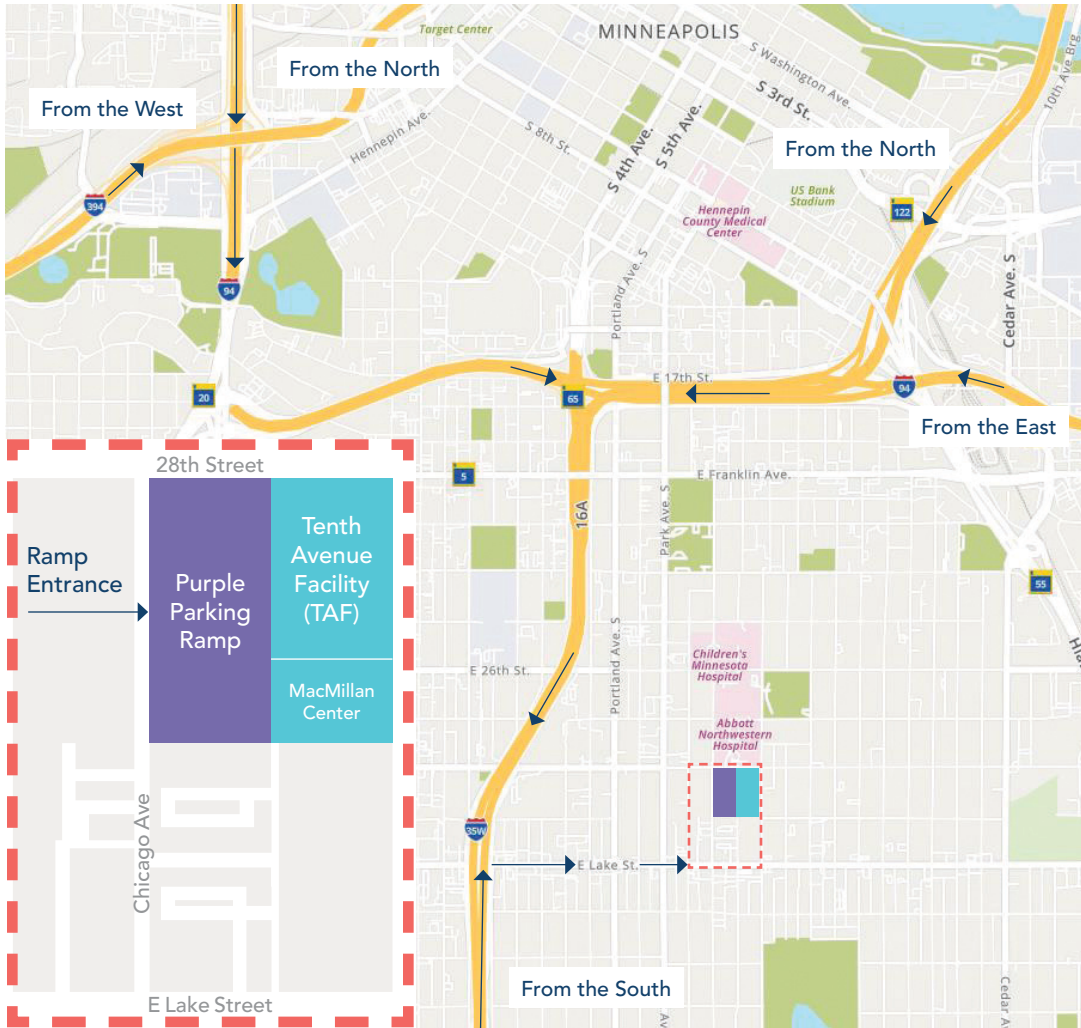 Target Center
MINNEAPOLIS
From the North
S Washington Ave.
From the West
S 3rd St.
10th Ave Brg
Hennepin Ave.
S 8th St.
S 4th Ave.
S 5th Ave.
From the North
US Bank
Stadium
394
122
Hennepin
County Medical
Center
94
Portland Ave. S
Cedar Ave. S
E 17th St.
20
65
94
From the East
5
E Franklin Ave.
16A
Park Ave. S
55
28th Street
Ramp
Entrance
Purple
Parking
Ramp
Tenth
Avenue
Facility
(TAF)
MacMillan
Center
Chicago Ave
E Lake Street
E 26th St.
Portland Ave. S
Children's
Minnesota
Hospital
Abbott
Northwestern
Hospital
35W
E Lake St.
From the South
Cedar A